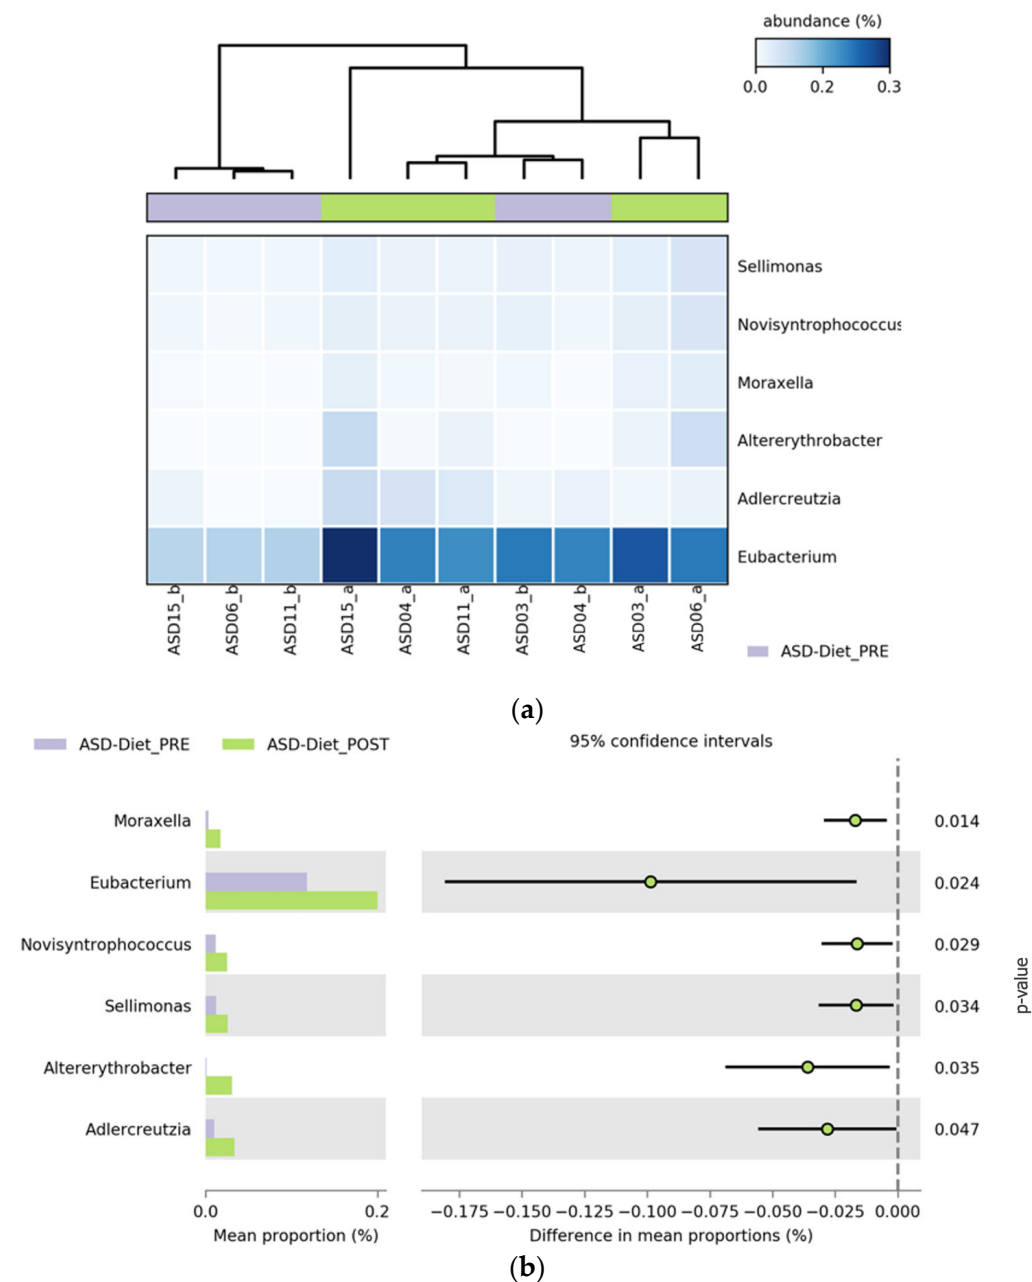 abundance (%)
0.0 0.2 0.3
Sellimonas
Novisyntrophococcus
Moraxella
Altererythrobacter
Adlercreutzia
Eubacterium
ASD15_b ASD06_b ASD11_b ASD15_a ASD04_a ASD11_a ASD03_b ASD04_b ASD03_a ASD06_a
ASD-Diet_PRE
(a)
ASD-Diet_PRE ASD-Diet_POST 95% confidence intervals
Moraxella 0.014
Eubacterium 0.024
Novisyntrophococcus 0.029
Sellimonas 0.034
Altererythrobacter 0.035
Adlercreutzia 0.047
p-value
0.0 0.2 −0.175 −0.150 −0.125 −0.100 −0.075 −0.050 −0.025 0.000
Mean proportion (%) Difference in mean proportions (%)
(b)